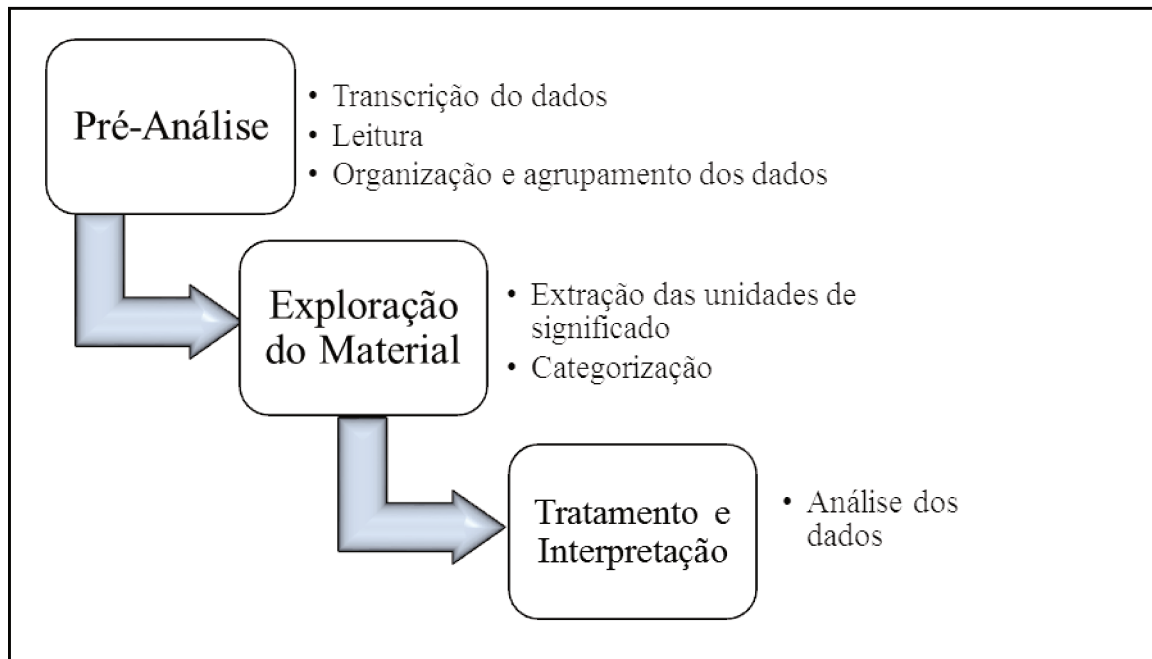 Pré-Análise
• Transcrição do dados
• Leitura
• Organização e agrupamento dos dados
Exploração
do Material
• Extração das unidades de
significado
• Categorização
Tratamento e
Interpretação
• Análise dos
dados